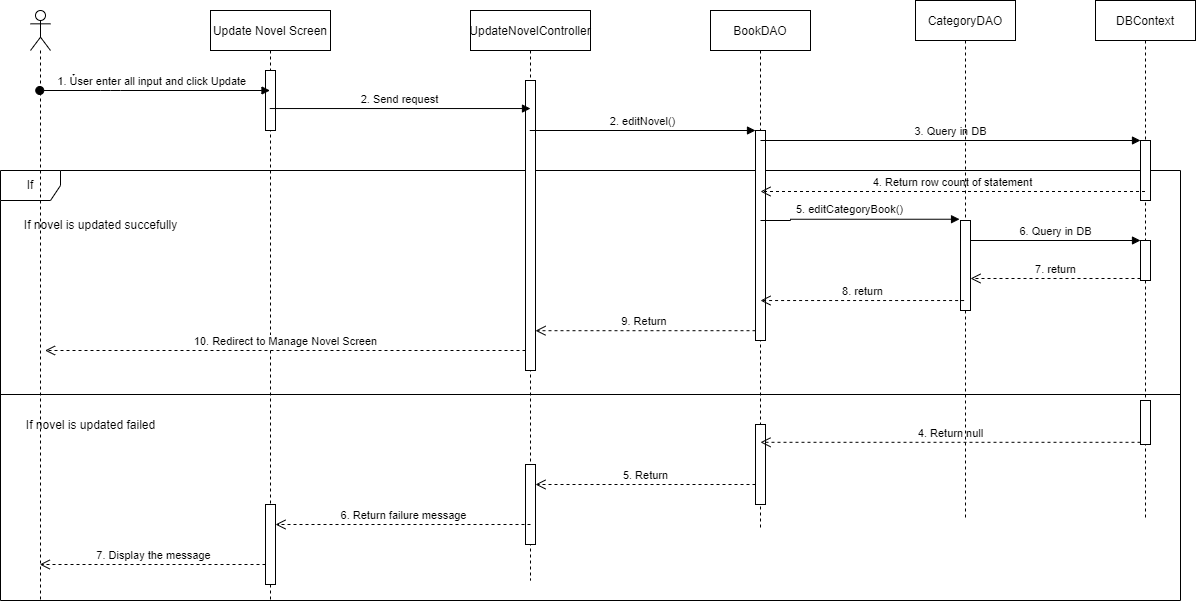 Update Novel Screen
UpdateNovelController
BookDAO
CategoryDAO
DBContext
1. User enter all input and click Update
2. Send request
2. editNovel()
3. Query in DB
If
4. Return row count of statement
If novel is updated succefully
5. editCategoryBook()
6. Query in DB
7. return
8. return
9. Return
10. Redirect to Manage Novel Screen
If novel is updated failed
4. Return null
5. Return
6. Return failure message
7. Display the message